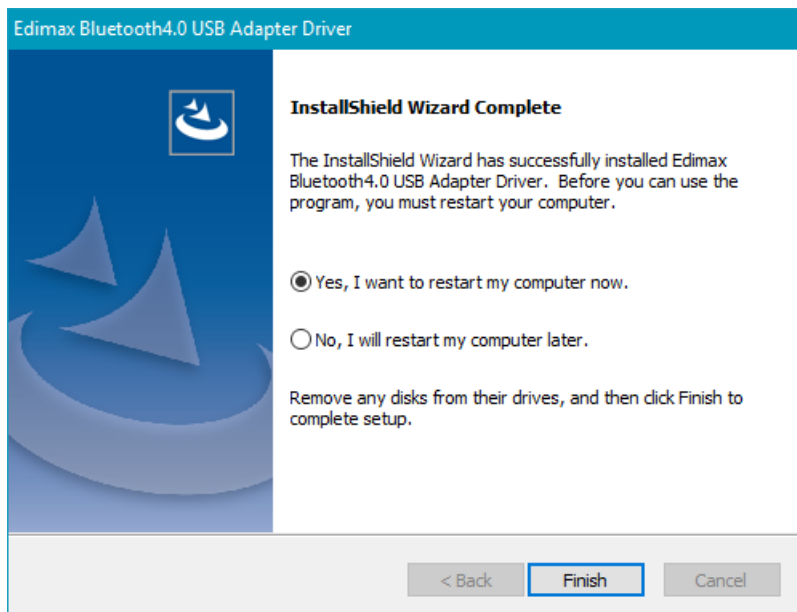 Edimax Bluetooth4.0 USB Adapter Driver
InstallShield Wizard Complete
The InstallShield Wizard has successfully installed Edimax
Bluetooth4.0 USB Adapter Driver.  Before you can use the
program, you must restart your computer.
Yes, I want to restart my computer now.
No, I will restart my computer later.
Remove any disks from their drives, and then click Finish to
complete setup.
< Back Finish Cancel